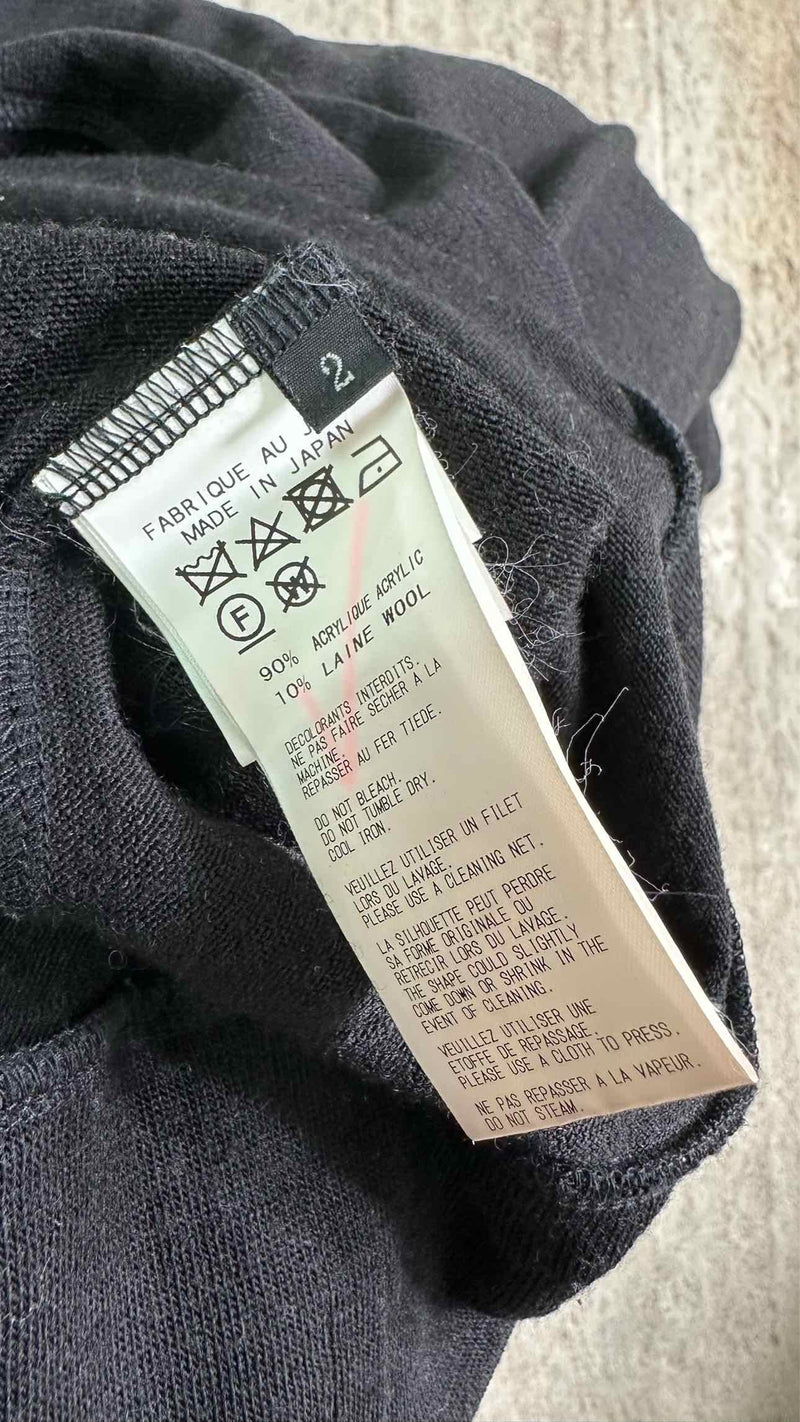 2
FABRIQUE AU
MADE IN JAPAN
F
W
90% ACRYLIQUE ACRYLIC
10% LAINE WOOL
DECOLORANTS INTERDITS.
NE PAS FAIRE SECHER A LA
MACHINE.
REPASSER AU FER TIEDE.
DO NOT BLEACH.
DO NOT TUMBLE DRY.
COOL IRON.
VEUILLEZ UTILISER UN FILET
LORS DU LAVAGE.
PLEASE USE A CLEANING NET.
LA SILHOUETTE PEUT PERDRE
SA FORME ORIGINALE OU
RETRECIR LORS DU LAVAGE.
THE SHAPE COULD SLIGHTLY
COME DOWN OR SHRINK IN THE
EVENT OF CLEANING.
VEUILLEZ UTILISER UNE
ETOFFE DE REPASSAGE.
PLEASE USE A CLOTH TO PRESS.
NE PAS REPASSER A LA VAPEUR.
DO NOT STEAM.